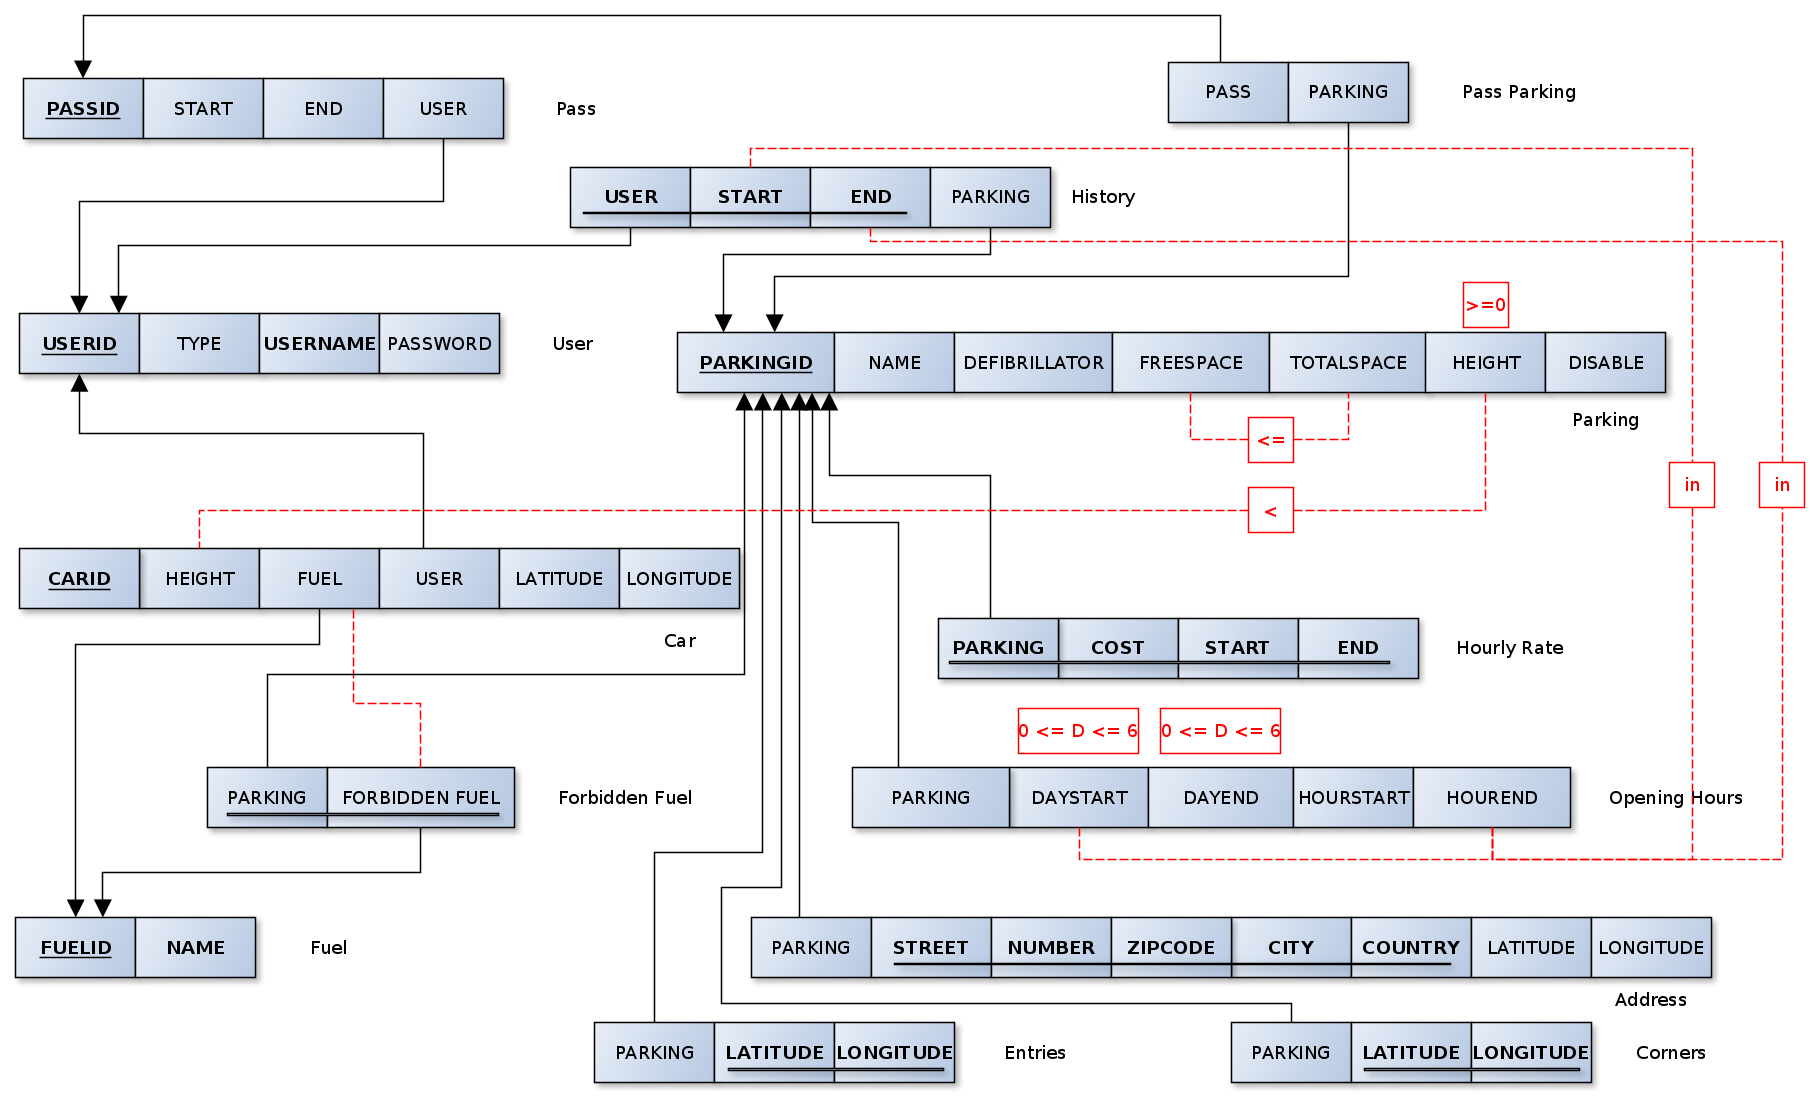 PASSID START END USER Pass
PASS PARKING Pass Parking
USER START END PARKING History
USERID TYPE USERNAME PASSWORD User
>=0
PARKINGID NAME DEFIBRILLATOR FREESPACE TOTALSPACE HEIGHT DISABLE
Parking
<=
in in
<
CARID HEIGHT FUEL USER LATITUDE LONGITUDE
Car
PARKING COST START END Hourly Rate
0 <= D <= 6 0 <= D <= 6
PARKING FORBIDDEN FUEL Forbidden Fuel
PARKING DAYSTART DAYEND HOURSTART HOUREND Opening Hours
FUELID NAME Fuel
PARKING STREET NUMBER ZIPCODE CITY COUNTRY LATITUDE LONGITUDE
Address
PARKING LATITUDE LONGITUDE Entries
PARKING LATITUDE LONGITUDE Corners